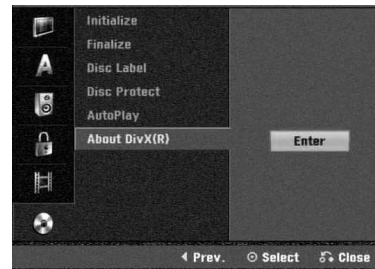 Initialize
Finalize
Disc Label
Disc Protect
AutoPlay
About DivX(R)
Enter
Prev. Select Close